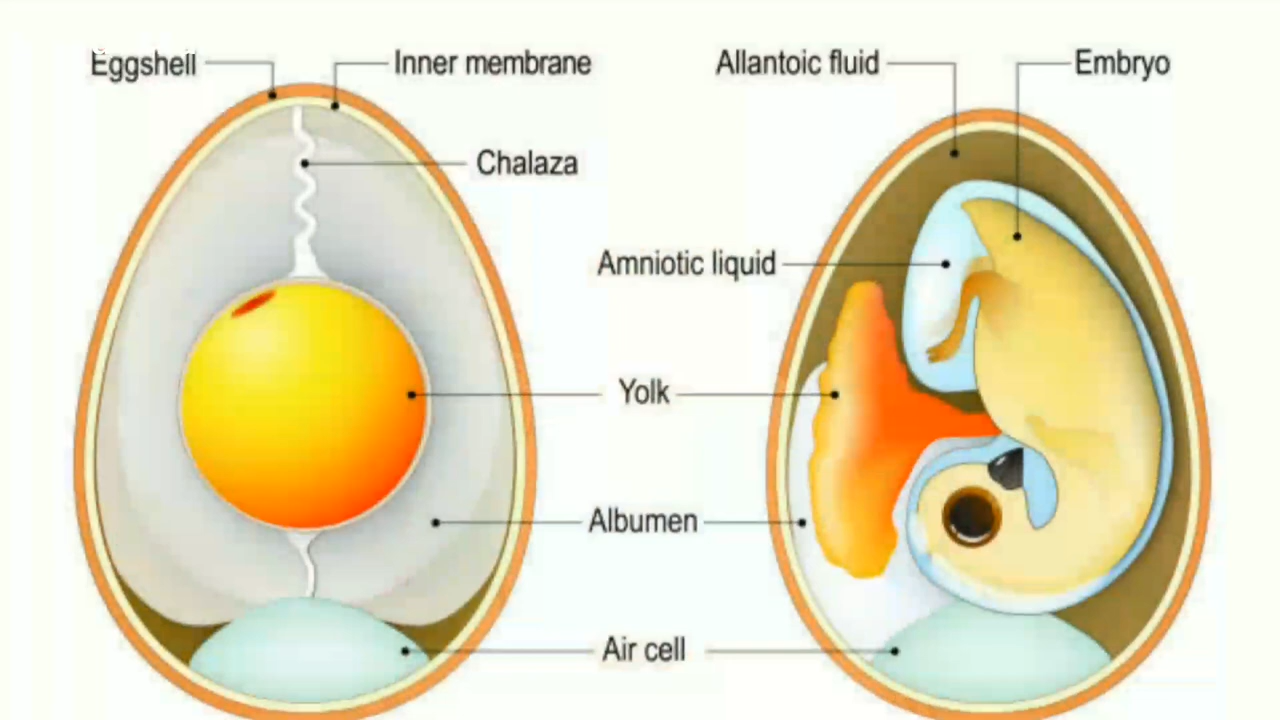 Eggshell
Inner membrane
Allantoic fluid
Embryo
Chalaza
Amniotic liquid
Yolk
Albumen
Air cell